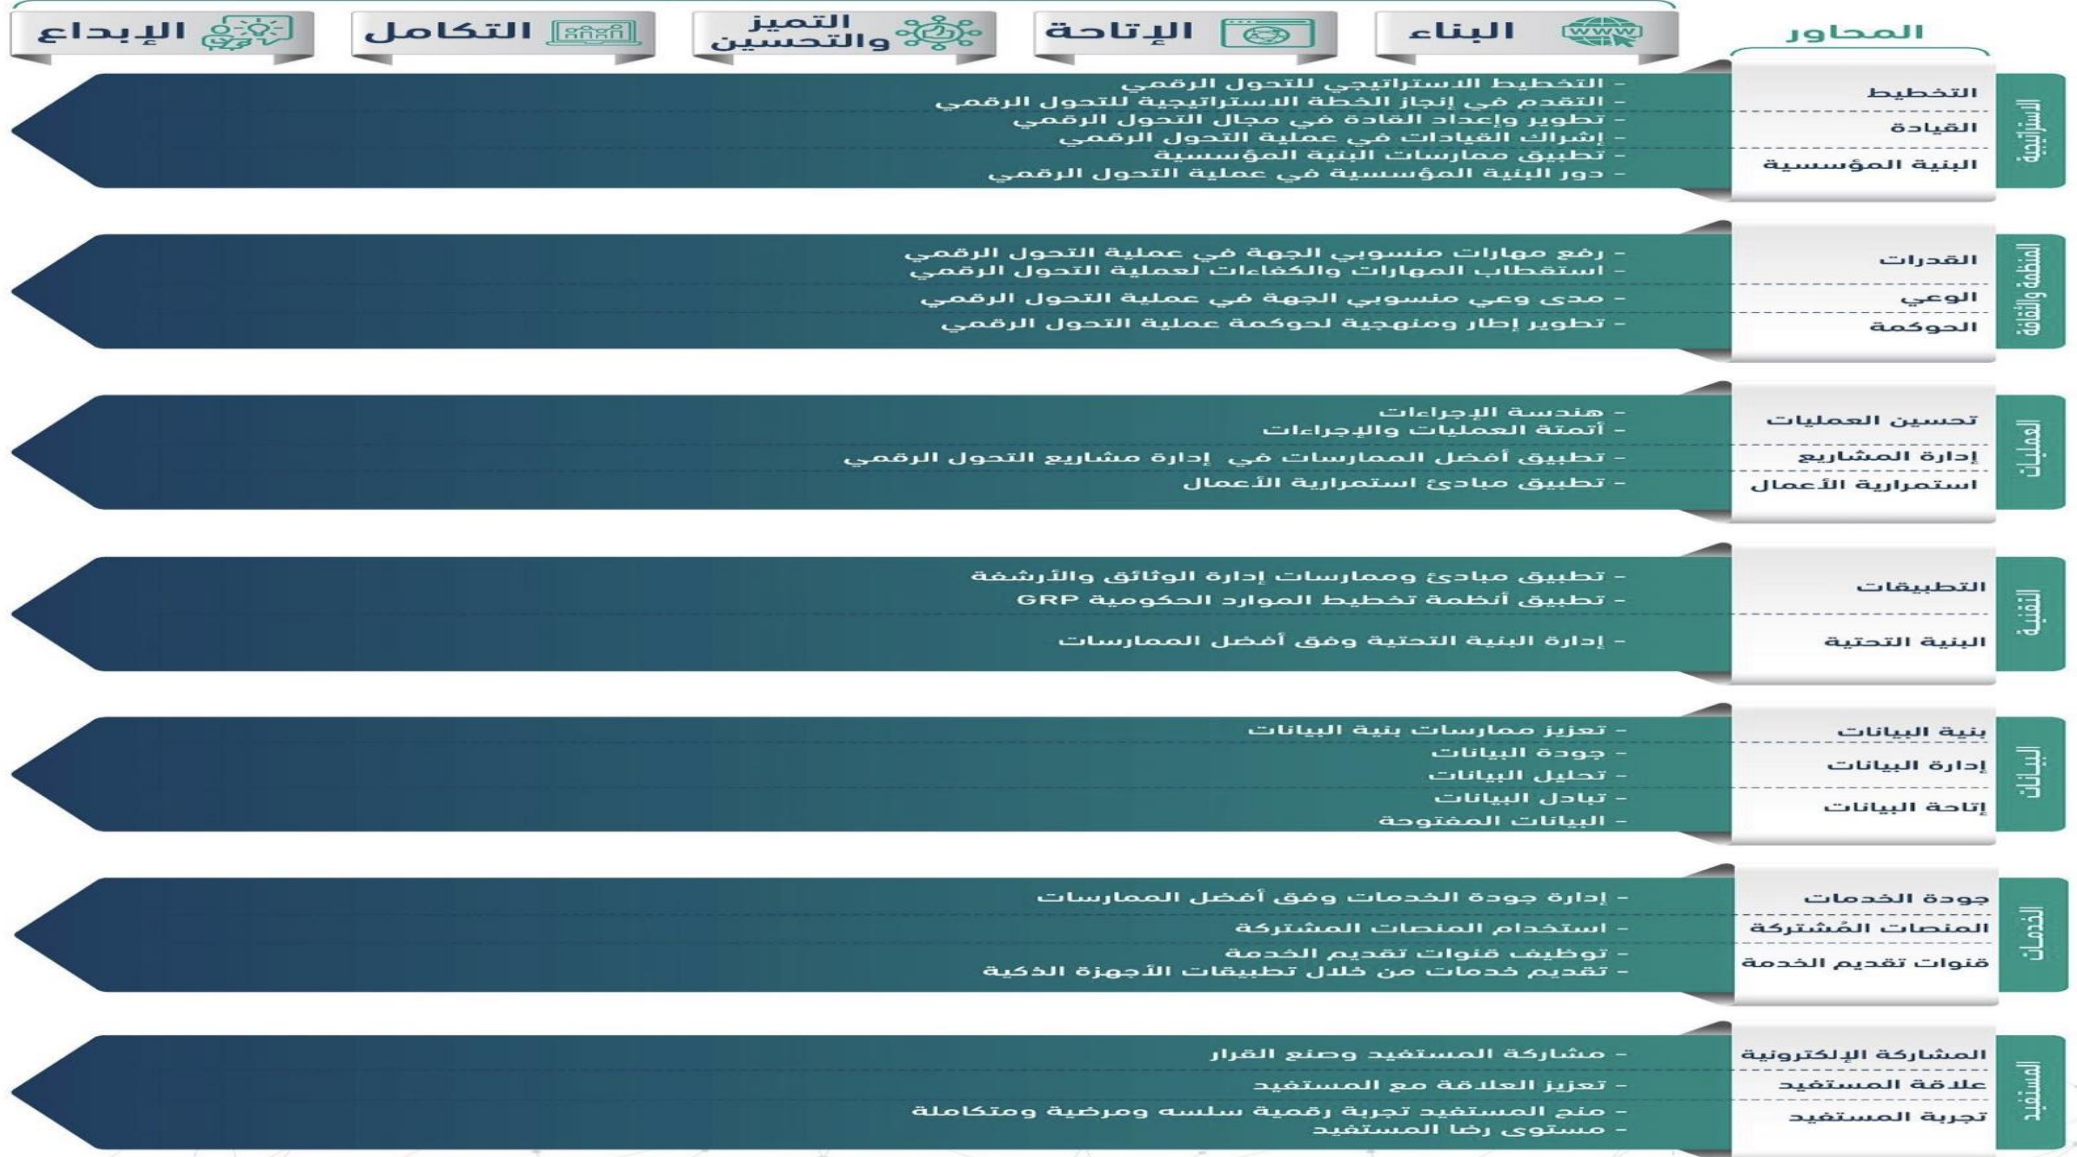 المحاور
البناء
الإتاحة
التميز
والتحسين
التكامل
الإبداع
الاستراتيجية
التخطيط
القيادة
البنية المؤسسية
- التخطيط الاستراتيجي للتحول الرقمي
- التقدم في إنجاز الخطة الاستراتيجية للتحول الرقمي
- تطوير وإعداد القادة في مجال التحول الرقمي
- إشراك القيادات في عملية التحول الرقمي
- تطبيق ممارسات البنية المؤسسية
- دور البنية المؤسسية في عملية التحول الرقمي
المنظمة والثقافة
القدرات
الوعي
الحوكمة
- رفع مهارات منسوبي الجهة في عملية التحول الرقمي
- استقطاب المهارات والكفاءات لعملية التحول الرقمي
- مدى وعي منسوبي الجهة في عملية التحول الرقمي
- تطوير إطار ومنهجية لحوكمة عملية التحول الرقمي
العمليات
تحسين العمليات
إدارة المشاريع
استمرارية الأعمال
- هندسة الإجراءات
- أتمتة العمليات والإجراءات
- تطبيق أفضل الممارسات في إدارة مشاريع التحول الرقمي
- تطبيق مبادئ استمرارية الأعمال
التقنية
التطبيقات
البنية التحتية
- تطبيق مبادئ وممارسات إدارة الوثائق والأرشفة
- تطبيق أنظمة تخطيط الموارد الحكومية GRP
- إدارة البنية التحتية وفق أفضل الممارسات
البيانات
بنية البيانات
إدارة البيانات
إتاحة البيانات
- تعزيز ممارسات بنية البيانات
- جودة البيانات
- تحليل البيانات
- تبادل البيانات
- البيانات المفتوحة
الخدمات
جودة الخدمات
المنصات المُشتركة
قنوات تقديم الخدمة
- إدارة جودة الخدمات وفق أفضل الممارسات
- استخدام المنصات المشتركة
- توظيف قنوات تقديم الخدمة
- تقديم خدمات من خلال تطبيقات الأجهزة الذكية
المستفيد
المشاركة الإلكترونية
علاقة المستفيد
تجربة المستفيد
- مشاركة المستفيد وصنع القرار
- تعزيز العلاقة مع المستفيد
- منح المستفيد تجربة رقمية سلسه ومرضية ومتكاملة
- مستوى رضا المستفيد
WWW